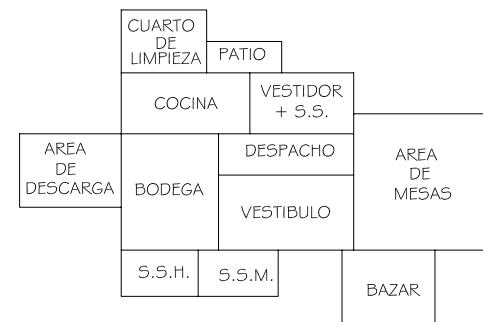 CUARTO
DE
LIMPIEZA
PATIO
COCINA
VESTIDOR
+ S.S.
AREA
DE
DESCARGA
BODEGA
DESPACHO
VESTIBULO
AREA
DE
MESAS
S.S.H.
S.S.M.
BAZAR